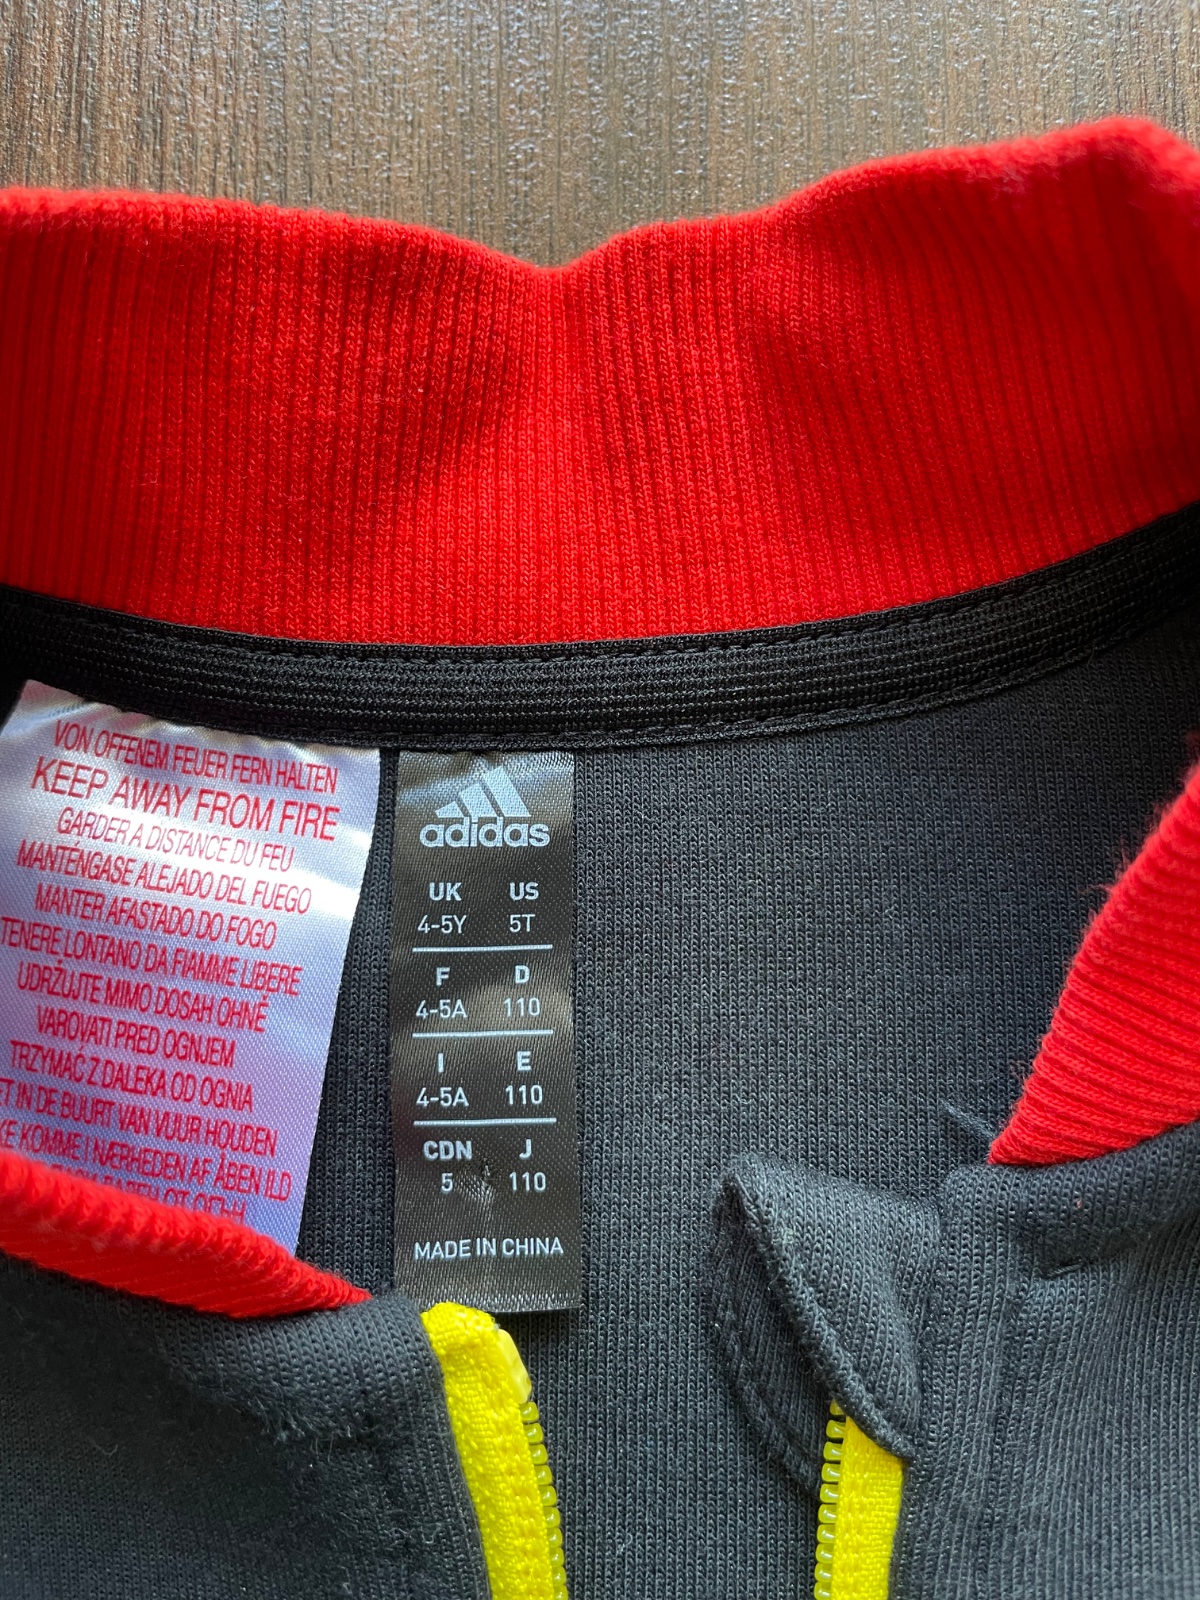 VON OFFENEM FEUER FERN HALTEN
KEEP AWAY FROM FIRE
GARDER A DISTANCE DU FEU
MANTÉNGASE ALEJADO DEL FUEGO
MANTER AFASTADO DO FOGO
TENERE LONTANO DA FIAMME LIBERE
UDRŽUJTE MIMO DOSAH OHNĚ
VAROVATI PRED OGNJEM
TRZYMAĆ Z DALEKA OD OGNIA
IN DE BUURT VAN VUUR HOUDEN
KOMME I NÆRHEDEN AF ÅBEN ILD
adidas
UK US
4-5Y 5T
F D
4-5A 110
I E
4-5A 110
CDN J
5 110
MADE IN CHINA